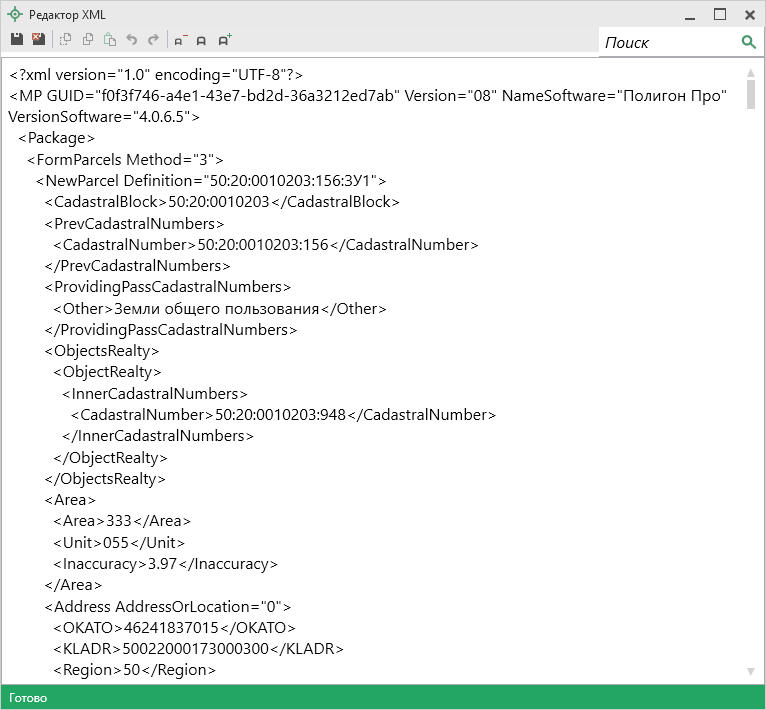 Редактор XML
Поиск
<?xml version="1.0" encoding="UTF-8"?>
<MP GUID="f0f3f746-a4e1-43e7-bd2d-36a3212ed7ab" Version="08" NameSoftware="Полигон Про"
VersionSoftware="4.0.6.5">
<Package>
<FormParcels Method="3">
<NewParcel Definition="50:20:0010203:156:ЗУ1">
<CadastralBlock>50:20:0010203</CadastralBlock>
<PrevCadastralNumbers>
<CadastralNumber>50:20:0010203:156</CadastralNumber>
</PrevCadastralNumbers>
<ProvidingPassCadastralNumbers>
<Other>Земли общего пользования</Other>
</ProvidingPassCadastralNumbers>
<ObjectsRealty>
<ObjectRealty>
<InnerCadastralNumbers>
<CadastralNumber>50:20:0010203:948</CadastralNumber>
</InnerCadastralNumbers>
</ObjectRealty>
</ObjectsRealty>
<Area>
<Area>333</Area>
<Unit>055</Unit>
<Inaccuracy>3.97</Inaccuracy>
</Area>
<Address AddressOrLocation="0">
<OKATO>46241837015</OKATO>
<KLADR>50022000173000300</KLADR>
<Region>50</Region>
Готово